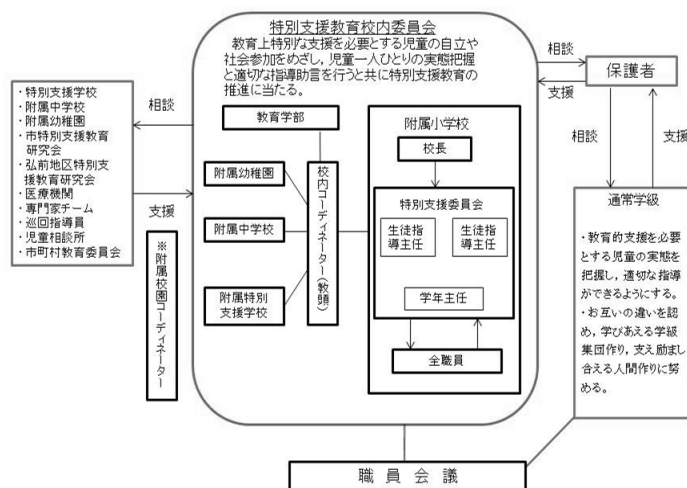 特別支援教育校内委員会
教育上特別な支援を必要とする児童の自立や
社会参加をめざし，児童一人ひとりの実態把握
と適切な指導助言を行うと共に特別支援教育の
推進に当たる。
・特別支援学校
・附属中学校
・附属幼稚園
・市特別支援教育
研究会
・弘前地区特別支
援教育研究会
・医療機関
・専門家チーム
・巡回指導員
・児童相談所
・市町村教育委員会
相談
支援
※附属校園コーディネーター
教育学部
附属幼稚園
附属中学校
附属特別
支援学校
校内コーディネーター(教頭)
附属小学校
校長
特別支援委員会
生徒指
導主任
生徒指
導主任
学年主任
全職員
相談
支援
保護者
相談
支援
通常学級
・教育的支援を必要
とする児童の実態を
把握し，適切な指導
ができるようにする。
・お互いの違いを認
め，学びあえる学級
集団作り，支え励まし
合える人間作りに努
める。
職員会議